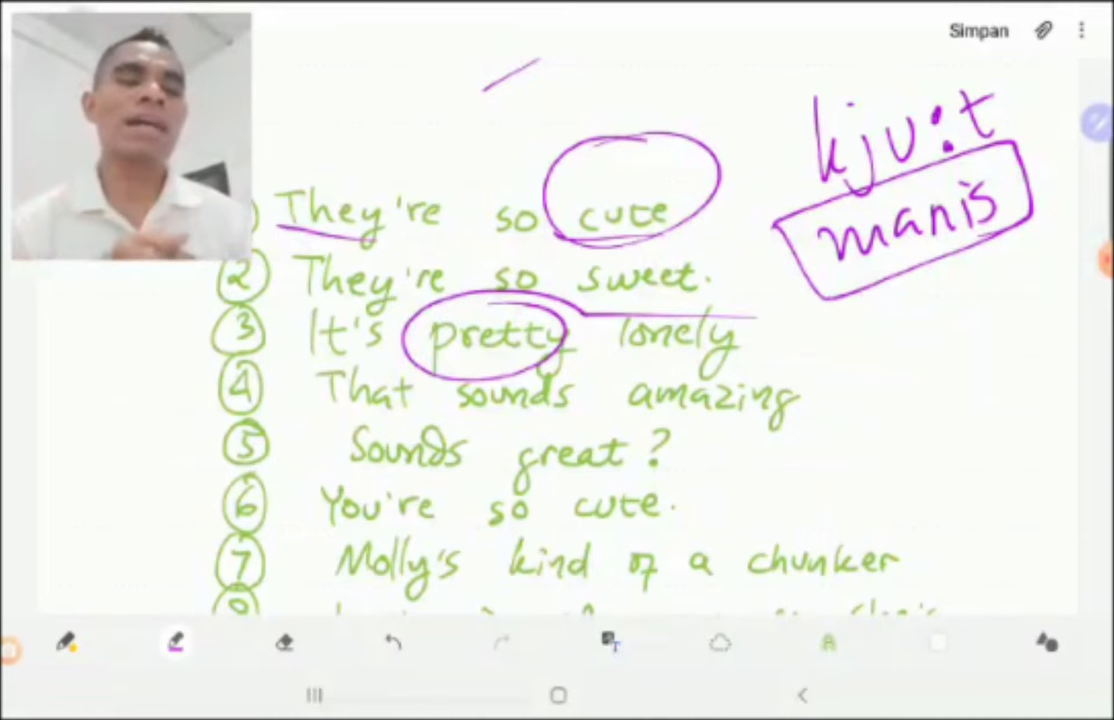 Simpan
kju:t
manis
They're so cute
2 They're so sweet.
3 It's pretty lonely
4 That sounds amazing
5 Sounds great?
6 You're so cute.
7 Molly's kind of a chunker